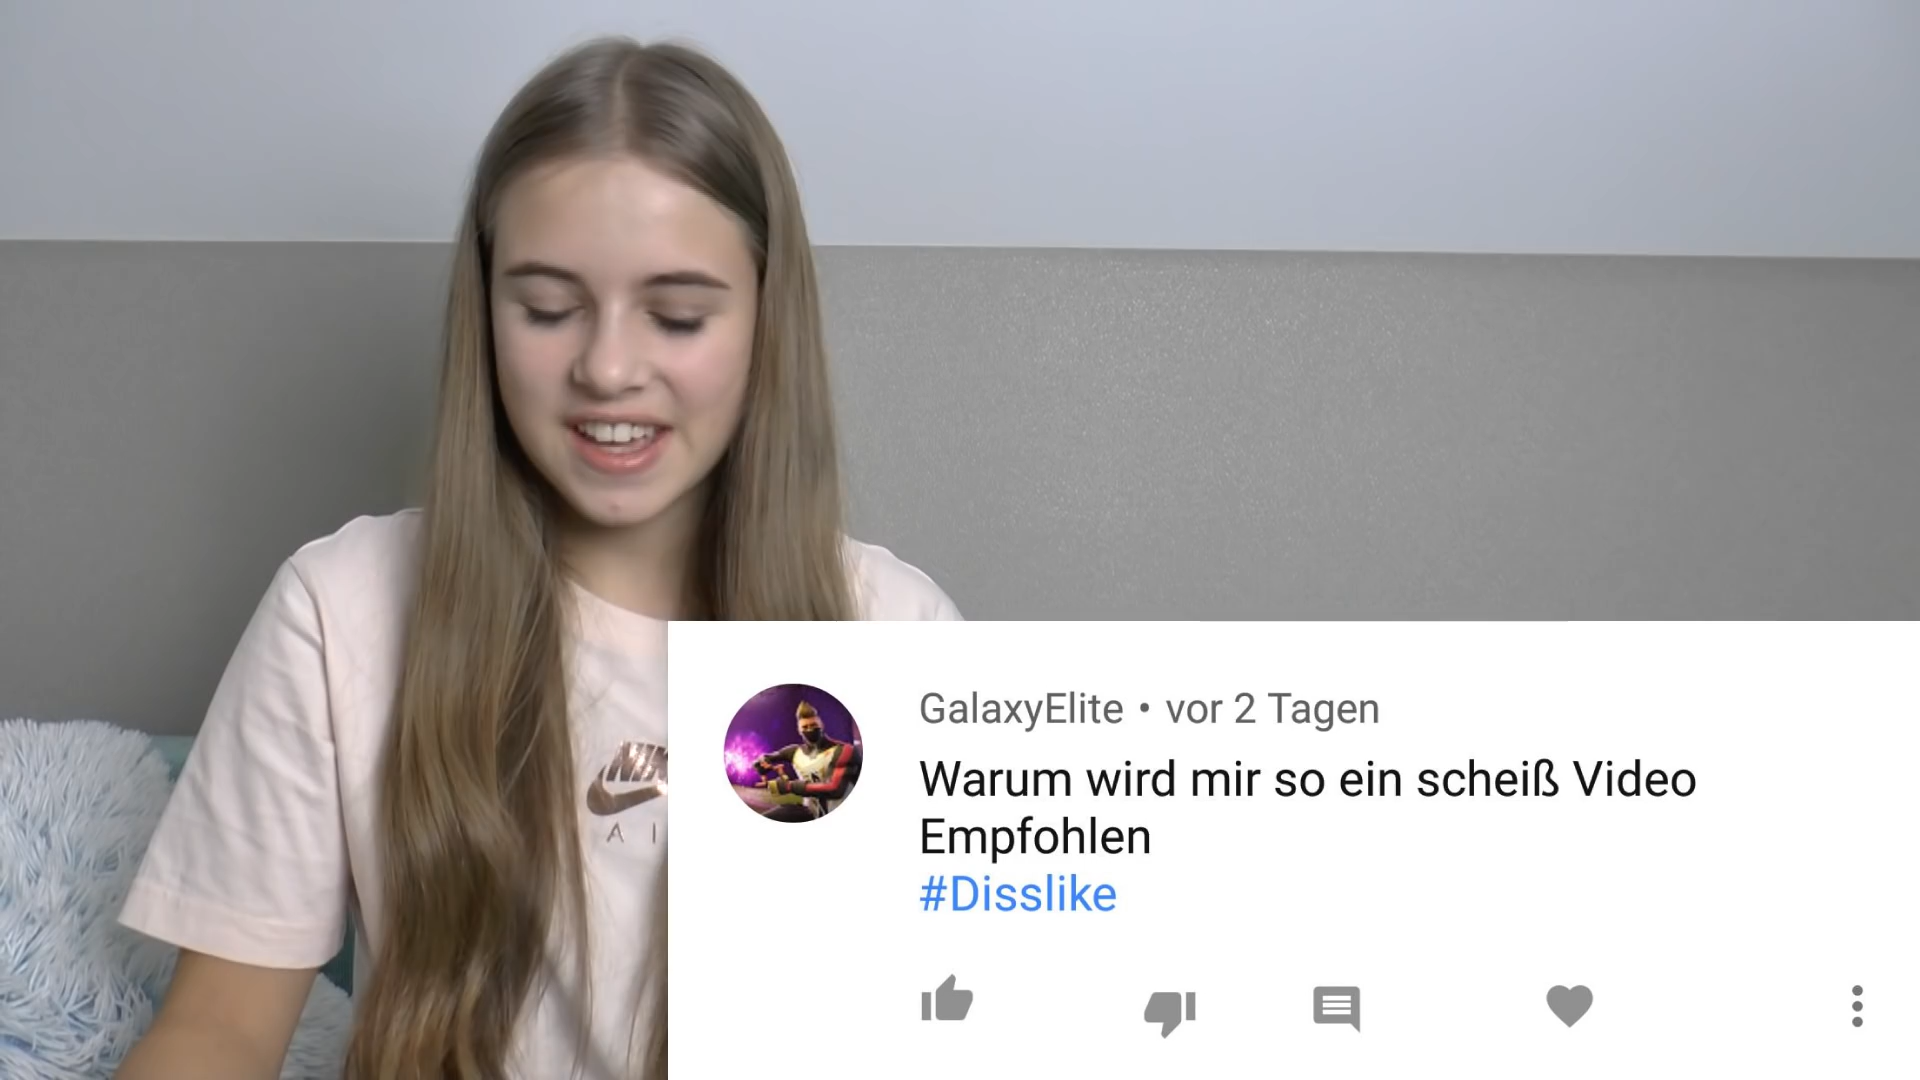 GalaxyElite • vor 2 Tagen
Warum wird mir so ein scheiß Video
Empfohlen
#Disslike
A I